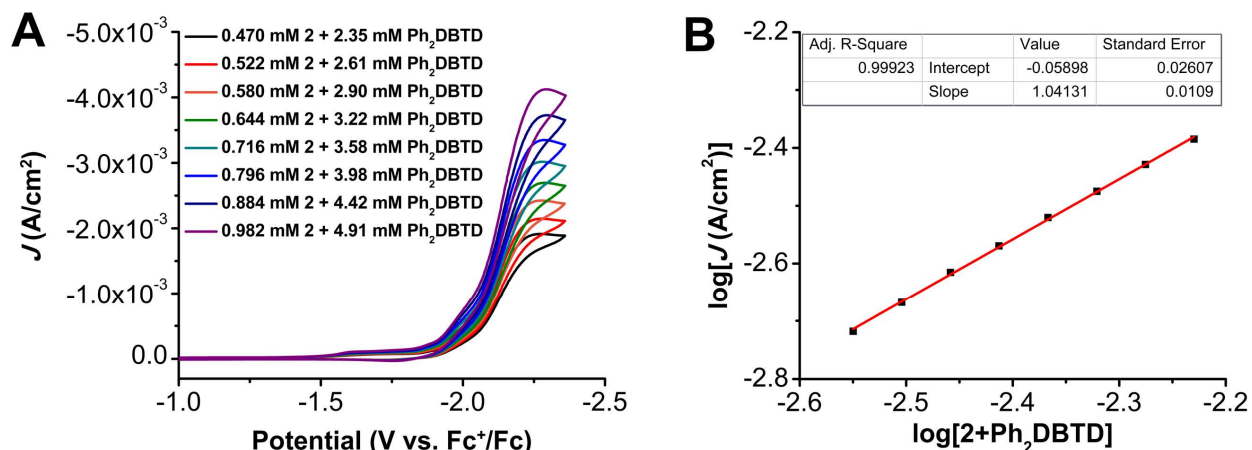 A
-5.0x10⁻³
-4.0x10⁻³
-3.0x10⁻³
-2.0x10⁻³
-1.0x10⁻³
0.0
J (A/cm²)
0.470 mM 2 + 2.35 mM Ph₂DBTD
0.522 mM 2 + 2.61 mM Ph₂DBTD
0.580 mM 2 + 2.90 mM Ph₂DBTD
0.644 mM 2 + 3.22 mM Ph₂DBTD
0.716 mM 2 + 3.58 mM Ph₂DBTD
0.796 mM 2 + 3.98 mM Ph₂DBTD
0.884 mM 2 + 4.42 mM Ph₂DBTD
0.982 mM 2 + 4.91 mM Ph₂DBTD
-1.0 -1.5 -2.0 -2.5
Potential (V vs. Fc⁺/Fc)
B
-2.2
-2.4
-2.6
-2.8
log[J (A/cm²)]
Adj. R-Square Value Standard Error
0.99923 Intercept -0.05898 0.02607
Slope 1.04131 0.0109
-2.6 -2.5 -2.4 -2.3 -2.2
log[2+Ph₂DBTD]